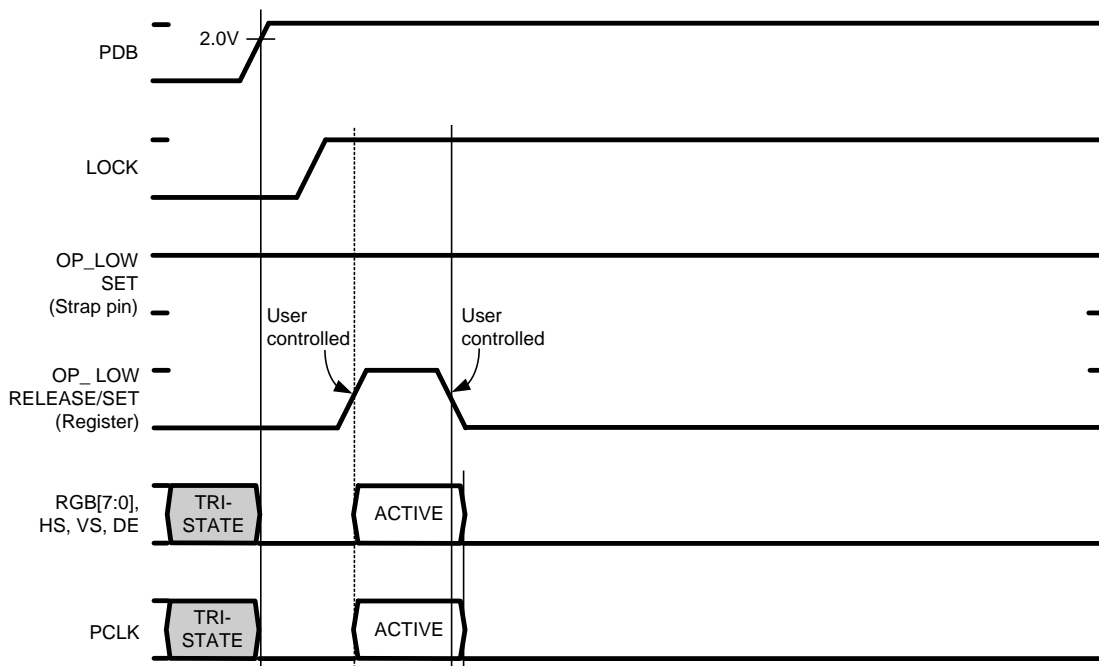 PDB
2.0V
LOCK
OP_LOW
SET
(Strap pin)
User
controlled
User
controlled
OP_ LOW
RELEASE/SET
(Register)
RGB[7:0],
HS, VS, DE
TRI-
STATE
ACTIVE
PCLK
TRI-
STATE
ACTIVE